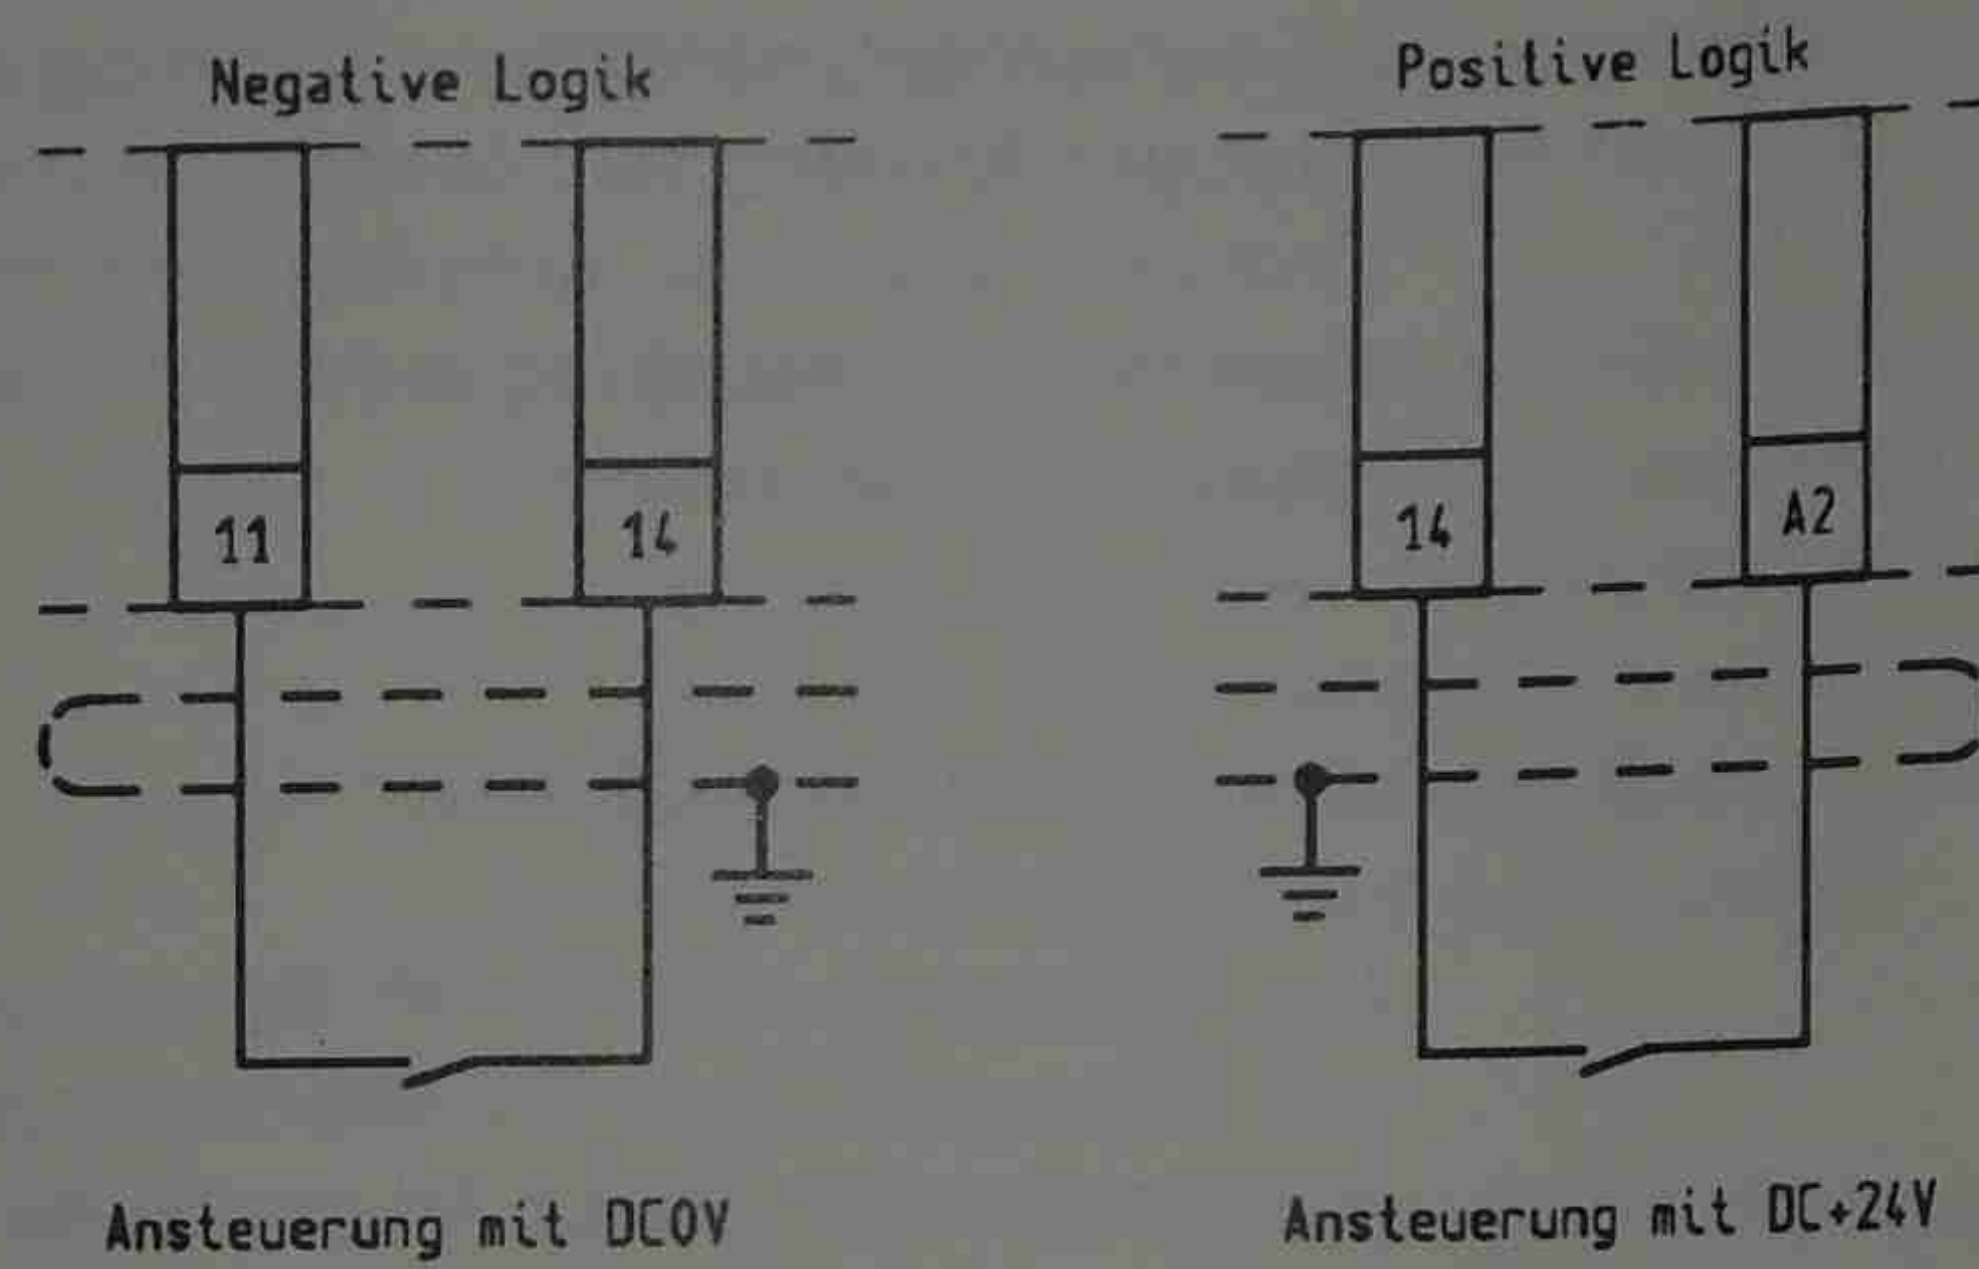 Negative Logik
Positive Logik
11
14
14
A2
Ansteuerung mit DC0V
Ansteuerung mit DC+24V